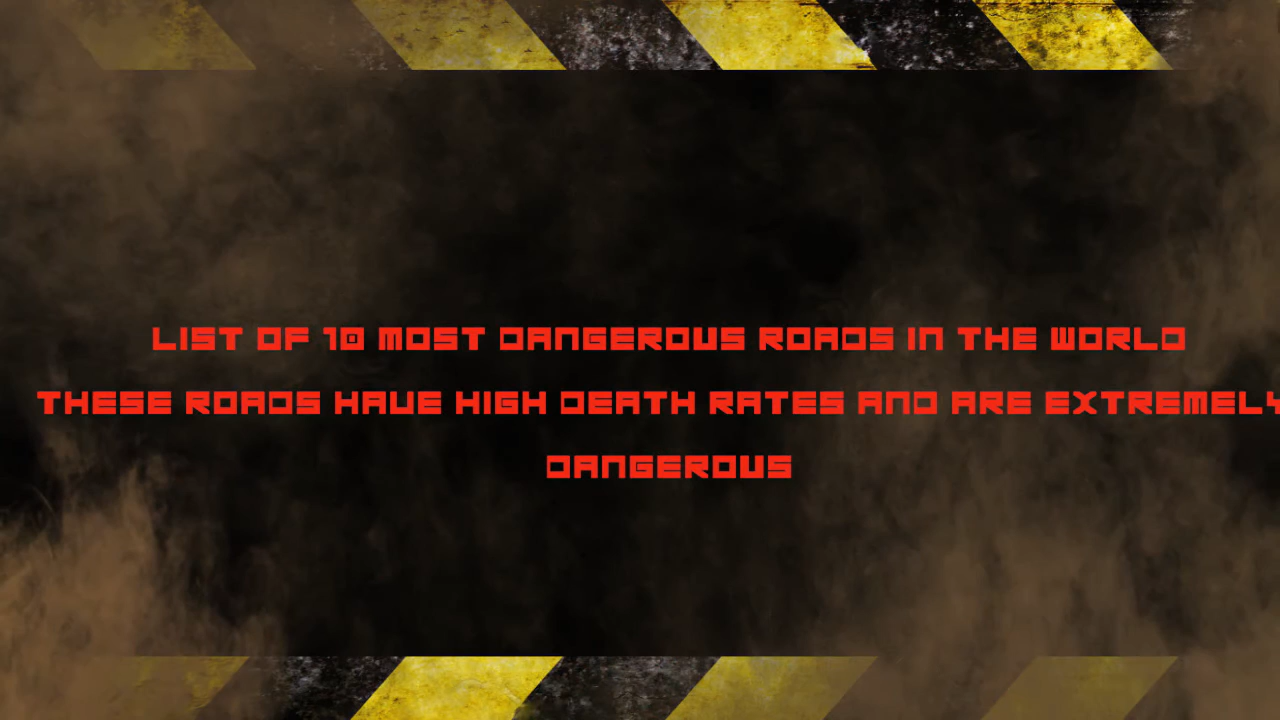 LIST OF 10 MOST DANGEROUS ROADS IN THE WORLD
THESE ROADS HAVE HIGH DEATH RATES AND ARE EXTREMELY
DANGEROUS